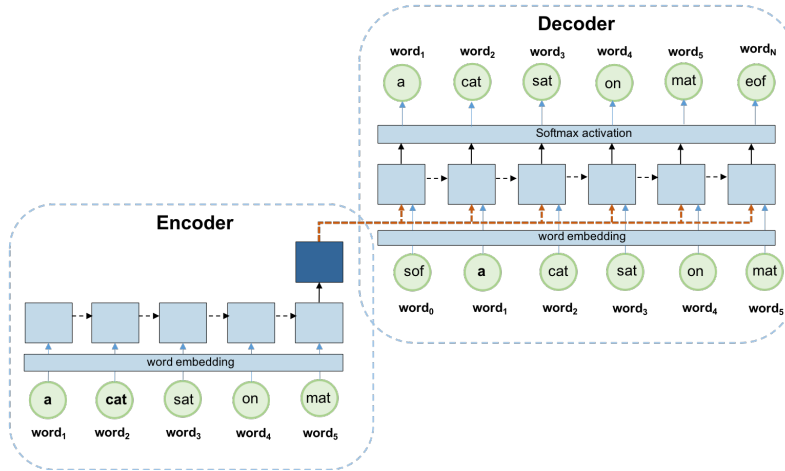 Decoder
word1 word2 word3 word4 word5 wordN
a cat sat on mat eof
Softmax activation
word embedding
sof a cat sat on mat
word0 word1 word2 word3 word4 word5
Encoder
word embedding
a cat sat on mat
word1 word2 word3 word4 word5